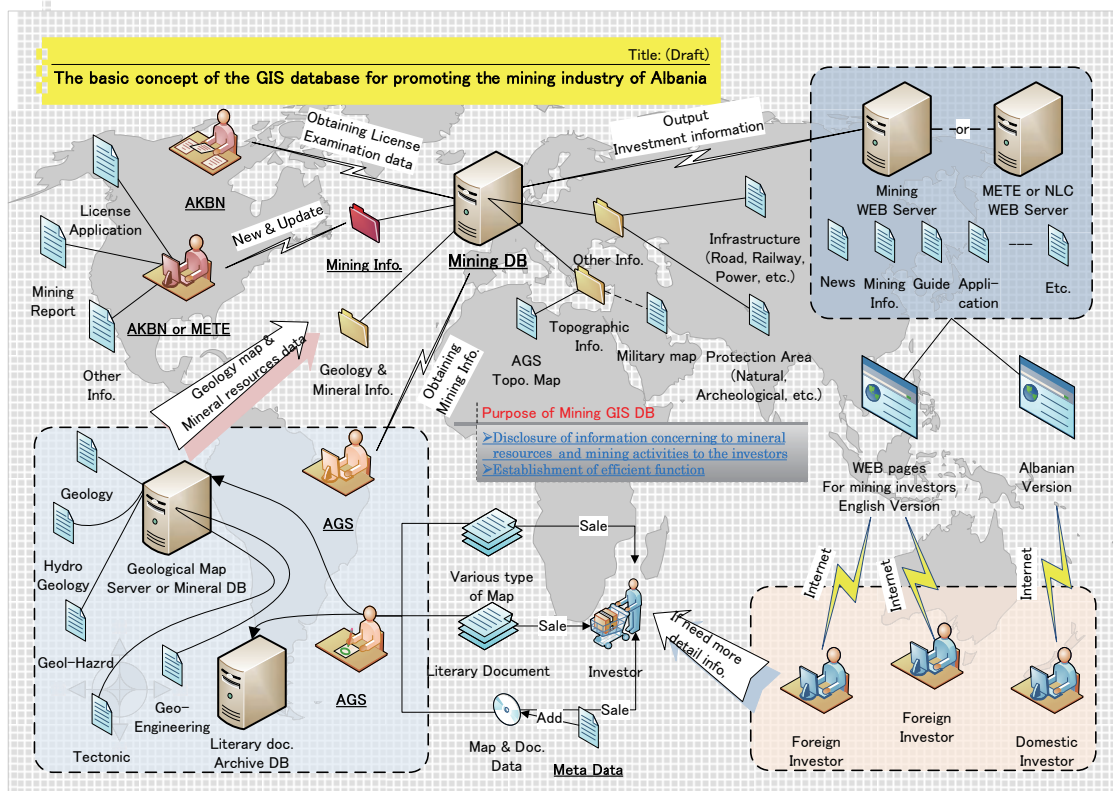 Title: (Draft)
The basic concept of the GIS database for promoting the mining industry of Albania
Obtaining License
Examination data
Output
Investment information
or
AKBN
License
Application
New & Update
Mining Info.
Mining DB
Other Info.
Mining
WEB Server
METE or NLC
WEB Server
Infrastructure
(Road, Railway,
Power, etc.)
News
Mining
Info.
Guide
Appli-
cation
Etc.
Mining
Report
AKBN or METE
Other
Info.
Geology map &
Mineral resources data
Geology &
Mineral Info.
Obtaining
Mining Info.
AGS
Topo. Map
Topographic
Info.
Military map
Protection Area
(Natural,
Archeological, etc.)
Purpose of Mining GIS DB
➢Disclosure of information concerning to mineral
resources and mining activities to the investors
➢Establishment of efficient function
WEB pages
For mining investors
English Version
Albanian
Version
Geology
Hydro
Geology
Geological Map
Server or Mineral DB
AGS
Geol-Hazrd
Geo-
Engineering
Tectonic
Literary doc.
Archive DB
AGS
Various type
of Map
Sale
Literary Document
Sale
Investor
Map & Doc.
Data
Add
Sale
Meta Data
If need more
detail info.
Internet
Internet
Internet
Foreign
Investor
Foreign
Investor
Domestic
Investor